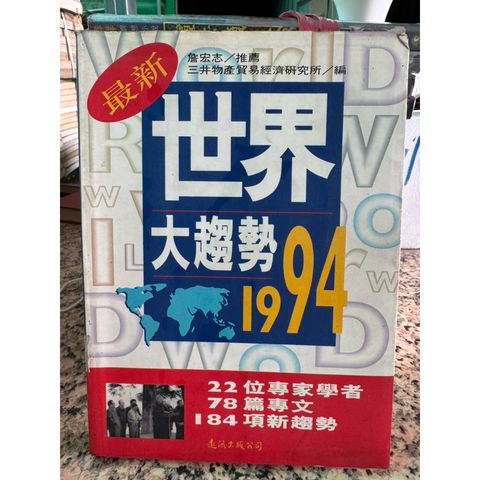 最新
詹宏志／推薦
三井物產貿易經濟研究所／編
世界
大趨勢
1994
22位專家學者
78篇專文
184項新趨勢
遠流出版公司